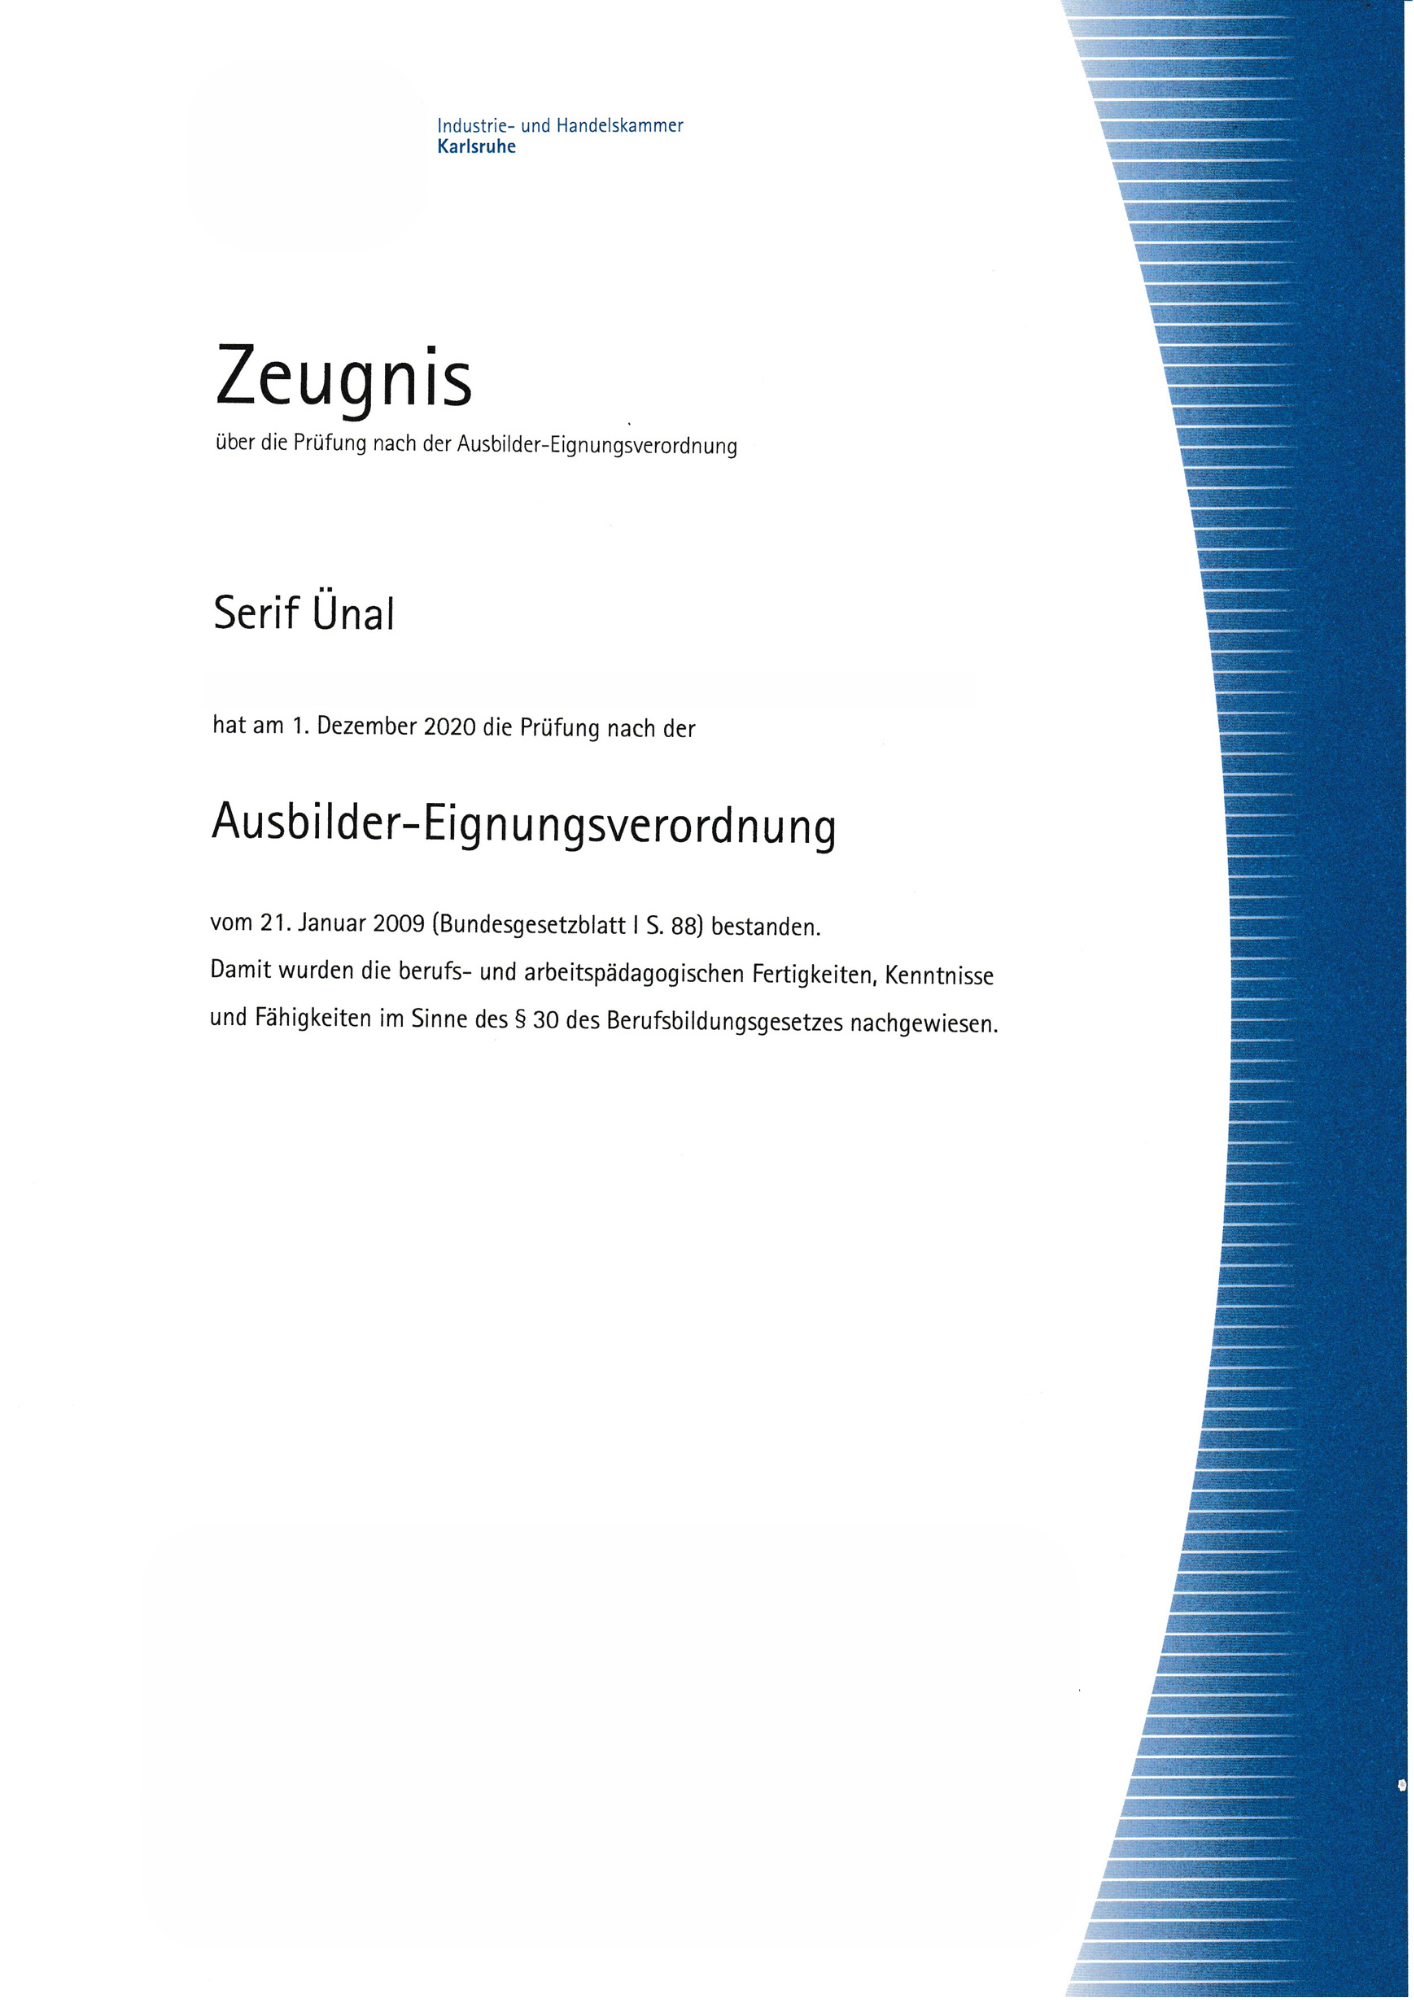 Industrie- und Handelskammer
Karlsruhe
Zeugnis
über die Prüfung nach der Ausbilder-Eignungsverordnung
Serif Ünal
hat am 1. Dezember 2020 die Prüfung nach der
Ausbilder-Eignungsverordnung
vom 21. Januar 2009 (Bundesgesetzblatt I S. 88) bestanden.
Damit wurden die berufs- und arbeitspädagogischen Fertigkeiten, Kenntnisse
und Fähigkeiten im Sinne des § 30 des Berufsbildungsgesetzes nachgewiesen.